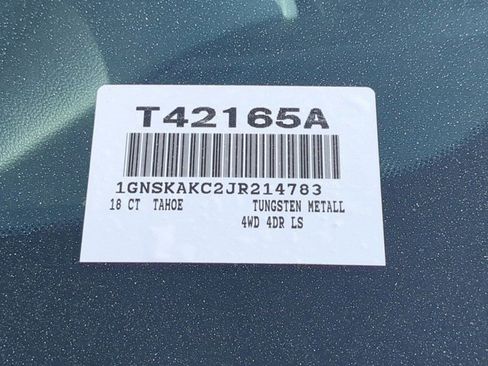 T42165A
1GNSKAKC2JR214783
18 CT TAHOE TUNGSTEN METALL
4WD 4DR LS